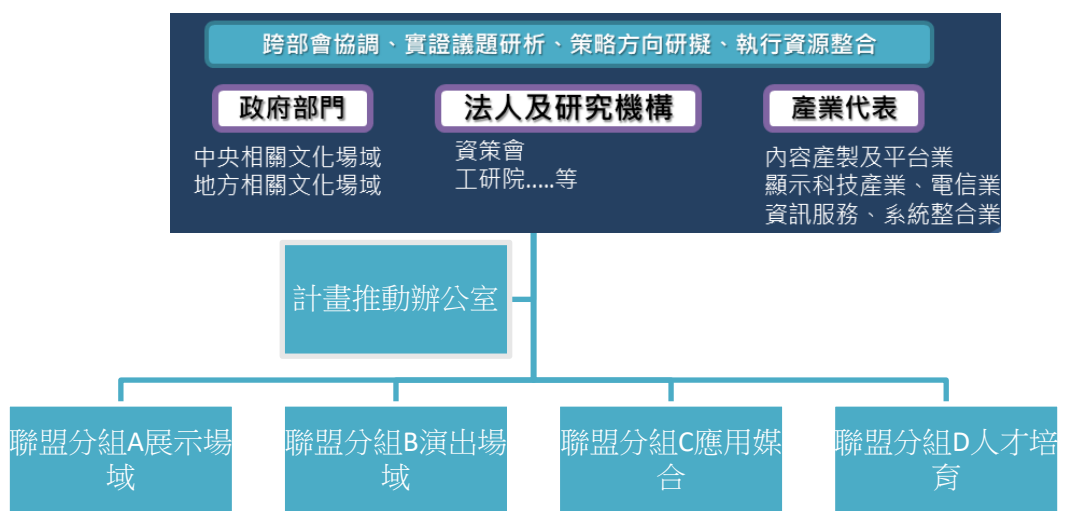 跨部會協調、實證議題研析、策略方向研擬、執行資源整合
政府部門
中央相關文化場域
地方相關文化場域
法人及研究機構
資策會
工研院.....等
產業代表
內容產製及平台業
顯示科技產業、電信業
資訊服務、系統整合業
計畫推動辦公室
聯盟分組A展示場
域
聯盟分組B演出場
域
聯盟分組C應用媒
合
聯盟分組D人才培
育